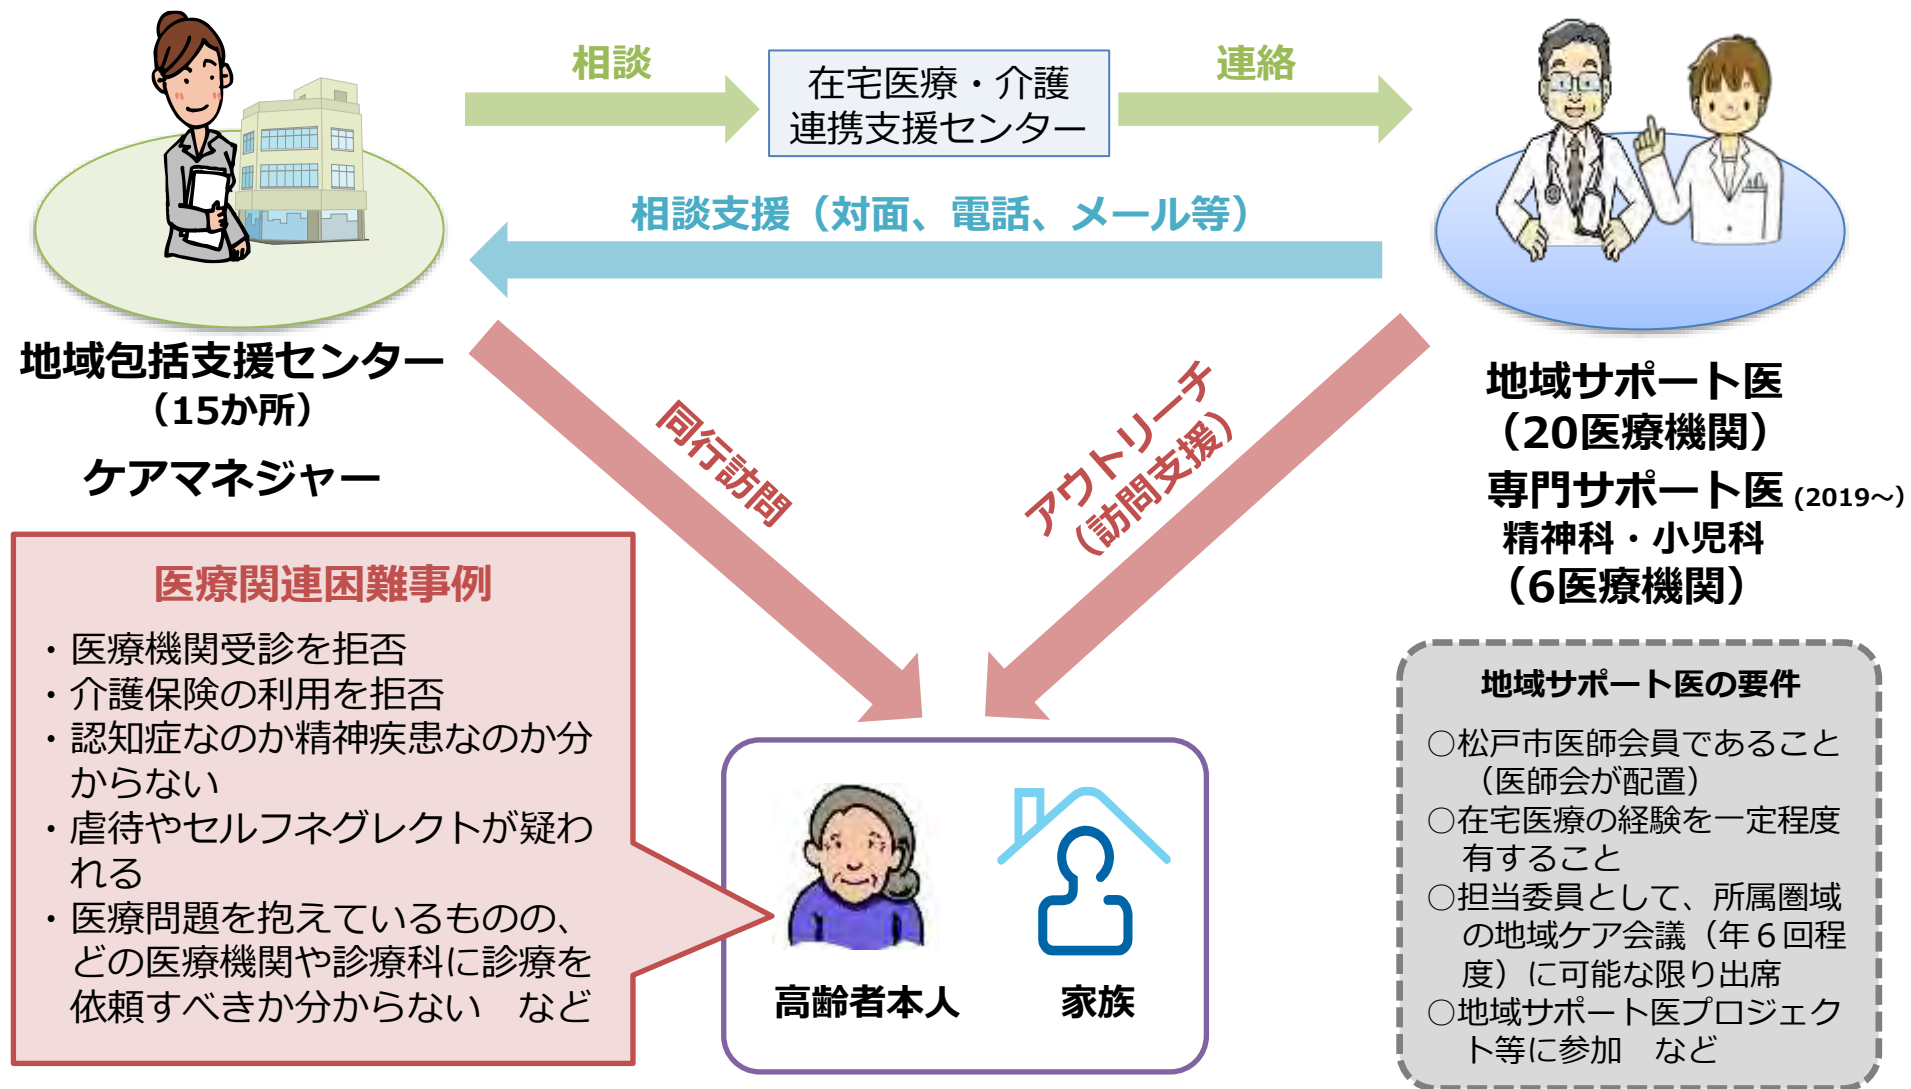 相談
在宅医療・介護
連携支援センター
連絡
相談支援（対面、電話、メール等）
地域包括支援センター
（15か所）
ケアマネジャー
同行訪問
アウトリーチ
（訪問支援）
地域サポート医
（20医療機関）
専門サポート医（2019～）
精神科・小児科
（6医療機関）
医療関連困難事例
・医療機関受診を拒否
・介護保険の利用を拒否
・認知症なのか精神疾患なのか分
からない
・虐待やセルフネグレクトが疑わ
れる
・医療問題を抱えているものの、
どの医療機関や診療科に診療を
依頼すべきか分からない　など
高齢者本人
家族
地域サポート医の要件
○松戸市医師会員であること
（医師会が配置）
○在宅医療の経験を一定程度
有すること
○担当委員として、所属圏域
の地域ケア会議（年６回程
度）に可能な限り出席
○地域サポート医プロジェク
ト等に参加　など